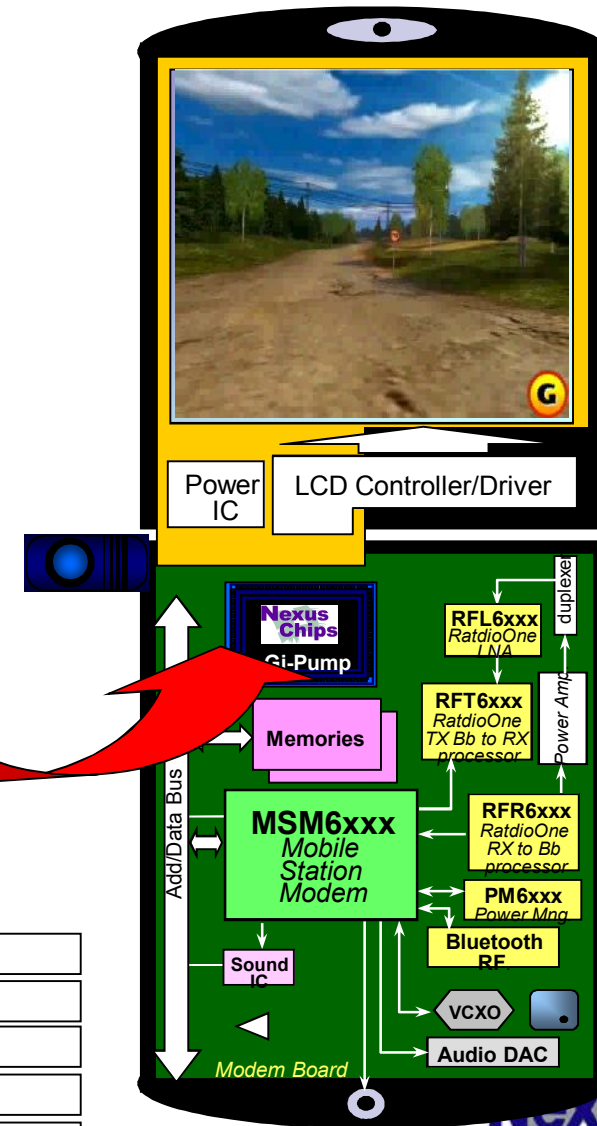 G
Power
IC
LCD Controller/Driver
Nexus
Chips
Gi-Pump
duplexer
RFL6xxx
RatdioOne
LNA
RFT6xxx
RatdioOne
TX Bb to RX
processor
Power Amp
Memories
Add/Data Bus
MSM6xxx
Mobile
Station
Modem
RFR6xxx
RatdioOne
RX to Bb
processor
PM6xxx
Power Mng
Bluetooth
RF.
Sound
IC
VCXO
Audio DAC
Modem Board